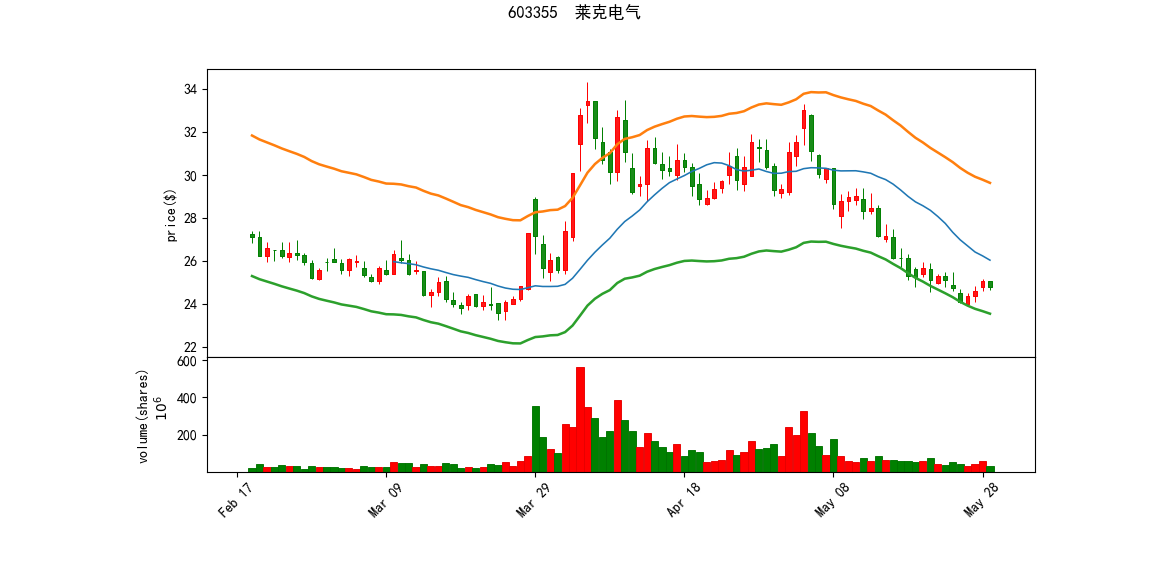 603355 莱克电气
price($)
34
32
30
28
26
24
22
volume(shares)
10^6
600
400
200
Feb 17
Mar 09
Mar 29
Apr 18
May 08
May 28